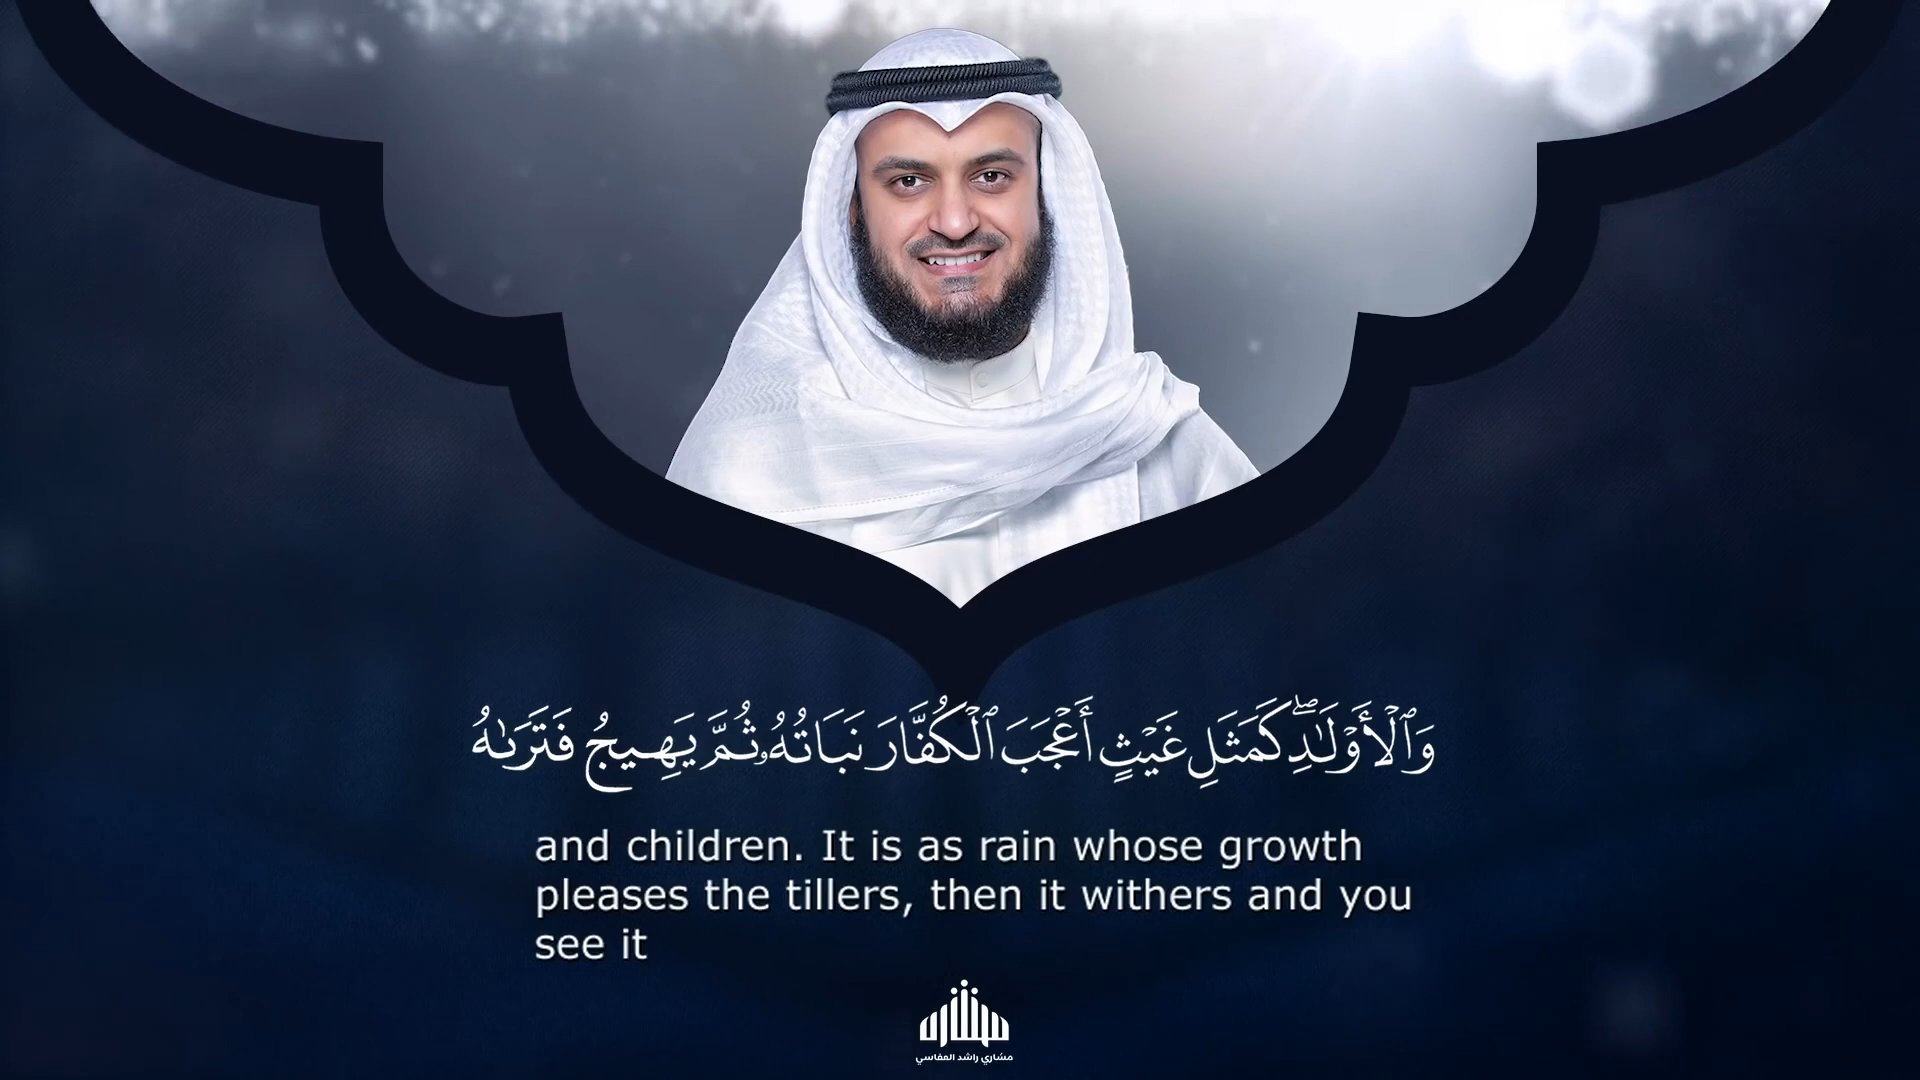 وَٱلۡأَوۡلَٰدِۖ كَمَثَلِ غَيۡثٍ أَعۡجَبَ ٱلۡكُفَّارَ نَبَاتُهُۥ ثُمَّ يَهِيجُ فَتَرَىٰهُ
and children. It is as rain whose growth
pleases the tillers, then it withers and you
see it
مشاري راشد العفاسي